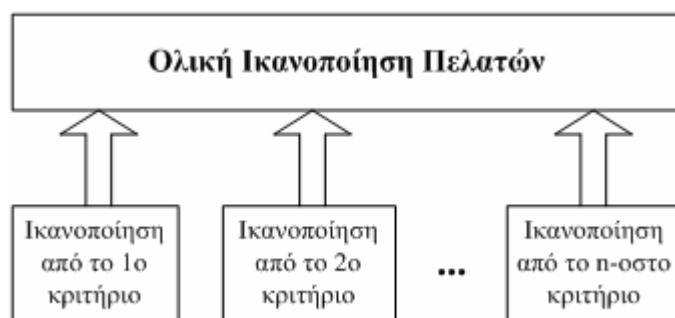 Ολική Ικανοποίηση Πελατών
Ικανοποίηση
από το 1ο
κριτήριο
Ικανοποίηση
από το 2ο
κριτήριο
...
Ικανοποίηση
από το n-οστο
κριτήριο